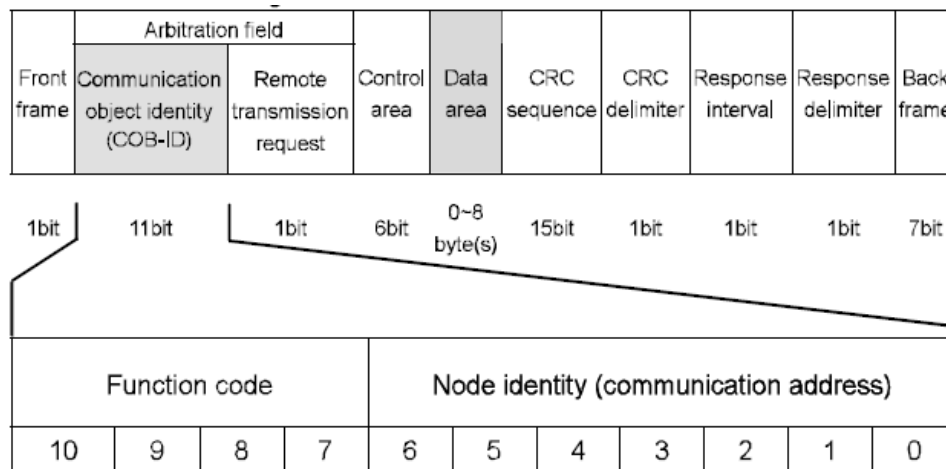 Arbitration field
Front frame
Communication object identity (COB-ID)
Remote transmission request
Control area
Data area
CRC sequence
CRC delimiter
Response interval
Response delimiter
Back frame
1bit
11bit
1bit
6bit
0~8 byte(s)
15bit
1bit
1bit
1bit
7bit
Function code
Node identity (communication address)
10 9 8 7 6 5 4 3 2 1 0